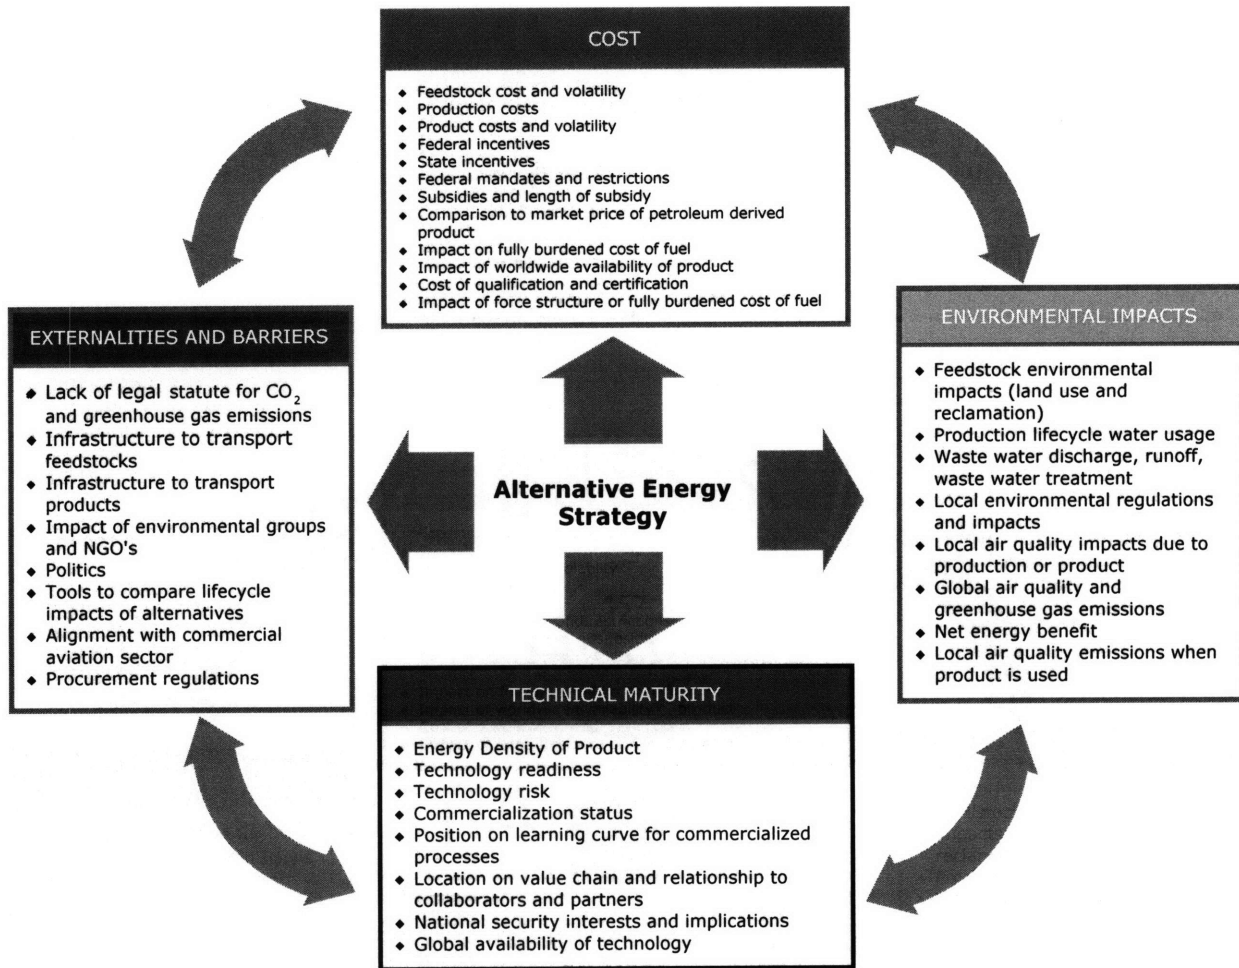 COST
◆ Feedstock cost and volatility
◆ Production costs
◆ Product costs and volatility
◆ Federal incentives
◆ State incentives
◆ Federal mandates and restrictions
◆ Subsidies and length of subsidy
◆ Comparison to market price of petroleum derived
product
◆ Impact on fully burdened cost of fuel
◆ Impact of worldwide availability of product
◆ Cost of qualification and certification
◆ Impact of force structure or fully burdened cost of fuel
EXTERNALITIES AND BARRIERS
◆ Lack of legal statute for CO₂
and greenhouse gas emissions
◆ Infrastructure to transport
feedstocks
◆ Infrastructure to transport
products
◆ Impact of environmental groups
and NGO's
◆ Politics
◆ Tools to compare lifecycle
impacts of alternatives
◆ Alignment with commercial
aviation sector
◆ Procurement regulations
Alternative Energy
Strategy
ENVIRONMENTAL IMPACTS
◆ Feedstock environmental
impacts (land use and
reclamation)
◆ Production lifecycle water usage
◆ Waste water discharge, runoff,
waste water treatment
◆ Local environmental regulations
and impacts
◆ Local air quality impacts due to
production or product
◆ Global air quality and
greenhouse gas emissions
◆ Net energy benefit
◆ Local air quality emissions when
product is used
TECHNICAL MATURITY
◆ Energy Density of Product
◆ Technology readiness
◆ Technology risk
◆ Commercialization status
◆ Position on learning curve for commercialized
processes
◆ Location on value chain and relationship to
collaborators and partners
◆ National security interests and implications
◆ Global availability of technology